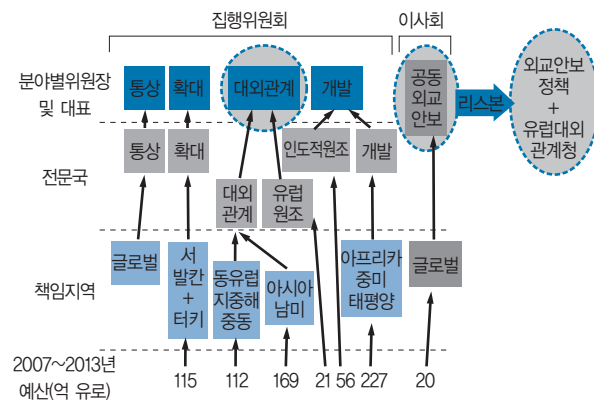 집행위원회
이사회
분야별위원장
및 대표
통상
확대
대외관계
개발
공동
외교
안보
리스본
외교안보
정책
+
유럽대외
관계청
전문국
통상
확대
인도적원조
개발
대외
관계
유럽
원조
책임지역
글로벌
서
발칸
+
터키
동유럽
지중해
중동
아시아
남미
아프리카
중미
태평양
글로벌
2007~2013년
예산(억 유로)
115
112
169
21
56
227
20